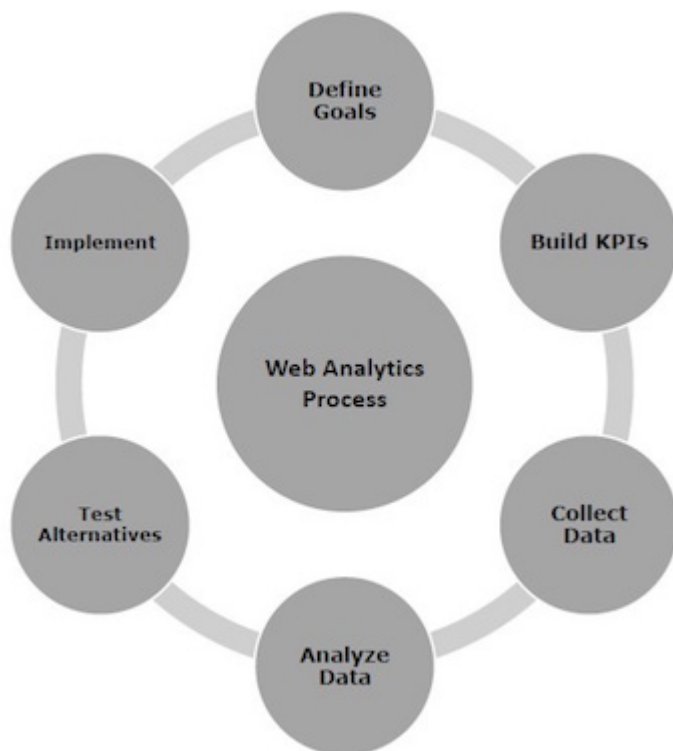 Define
Goals
Build KPIs
Collect
Data
Analyze
Data
Test
Alternatives
Implement
Web Analytics
Process